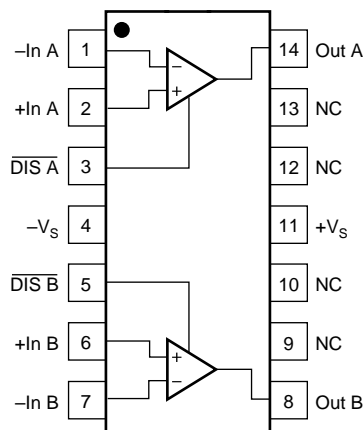 –In A 1 14 Out A
+In A 2 13 NC
DIS A 3 12 NC
–VS 4 11 +VS
DIS B 5 10 NC
+In B 6 9 NC
–In B 7 8 Out B
–
+
+
–